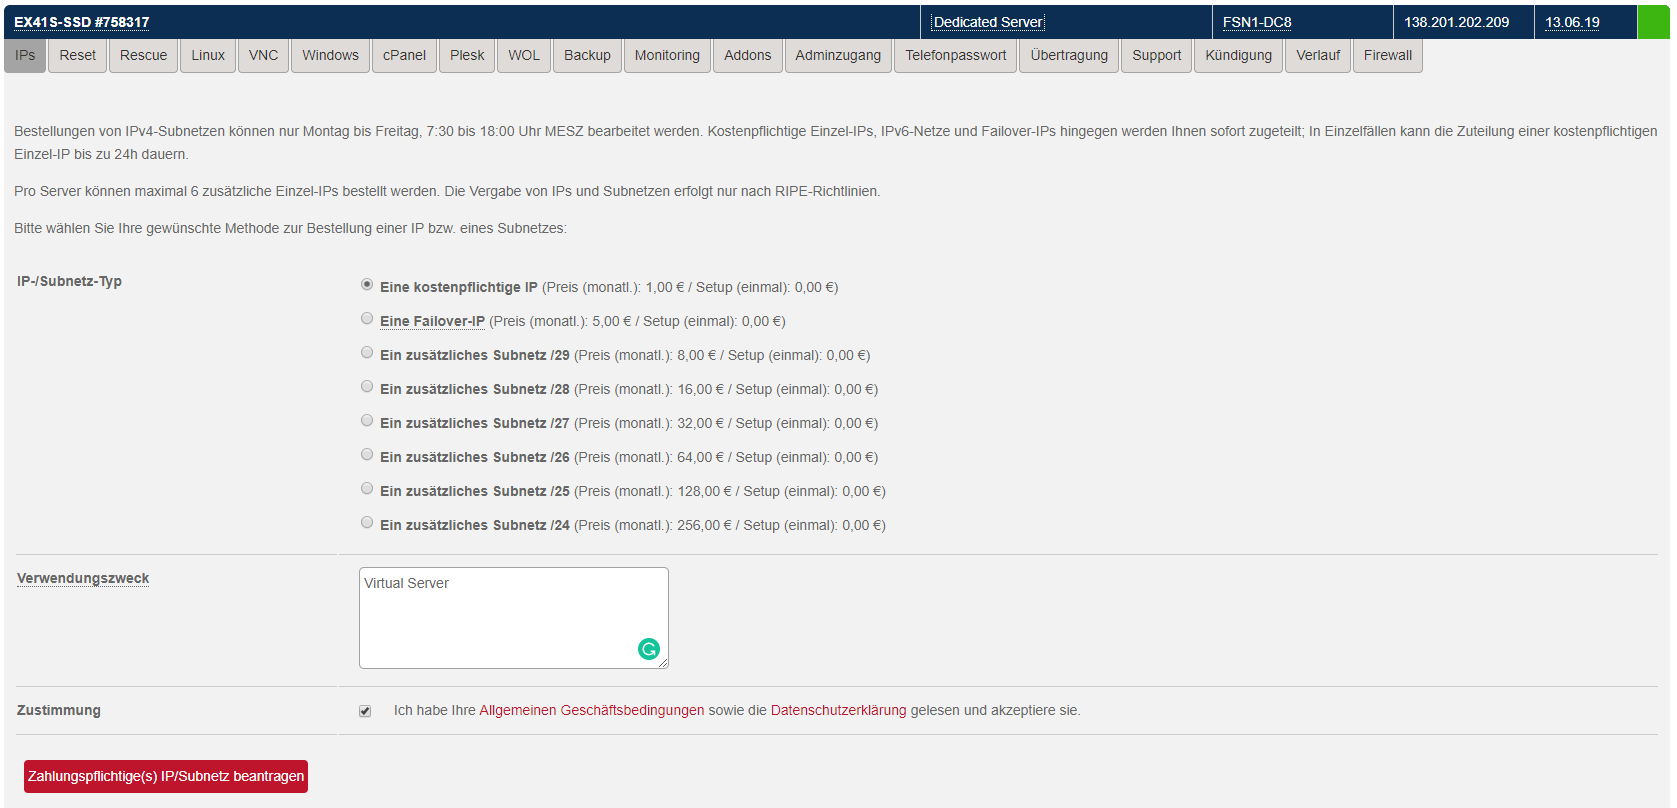 EX41S-SSD #758317 Dedicated Server FSN1-DC8 138.201.202.209 13.06.19
IPs Reset Rescue Linux VNC Windows cPanel Plesk WOL Backup Monitoring Addons Adminzugang Telefonpasswort Übertragung Support Kündigung Verlauf Firewall
Bestellungen von IPv4-Subnetzen können nur Montag bis Freitag, 7:30 bis 18:00 Uhr MESZ bearbeitet werden. Kostenpflichtige Einzel-IPs, IPv6-Netze und Failover-IPs hingegen werden Ihnen sofort zugeteilt; In Einzelfällen kann die Zuteilung einer kostenpflichtigen
Einzel-IP bis zu 24h dauern.
Pro Server können maximal 6 zusätzliche Einzel-IPs bestellt werden. Die Vergabe von IPs und Subnetzen erfolgt nur nach RIPE-Richtlinien.
Bitte wählen Sie Ihre gewünschte Methode zur Bestellung einer IP bzw. eines Subnetzes:
IP-/Subnetz-Typ
Eine kostenpflichtige IP (Preis (monatl.): 1,00 € / Setup (einmal): 0,00 €)
Eine Failover-IP (Preis (monatl.): 5,00 € / Setup (einmal): 0,00 €)
Ein zusätzliches Subnetz /29 (Preis (monatl.): 8,00 € / Setup (einmal): 0,00 €)
Ein zusätzliches Subnetz /28 (Preis (monatl.): 16,00 € / Setup (einmal): 0,00 €)
Ein zusätzliches Subnetz /27 (Preis (monatl.): 32,00 € / Setup (einmal): 0,00 €)
Ein zusätzliches Subnetz /26 (Preis (monatl.): 64,00 € / Setup (einmal): 0,00 €)
Ein zusätzliches Subnetz /25 (Preis (monatl.): 128,00 € / Setup (einmal): 0,00 €)
Ein zusätzliches Subnetz /24 (Preis (monatl.): 256,00 € / Setup (einmal): 0,00 €)
Verwendungszweck
Virtual Server
Zustimmung
Ich habe Ihre Allgemeinen Geschäftsbedingungen sowie die Datenschutzerklärung gelesen und akzeptiere sie.
Zahlungspflichtige(s) IP/Subnetz beantragen